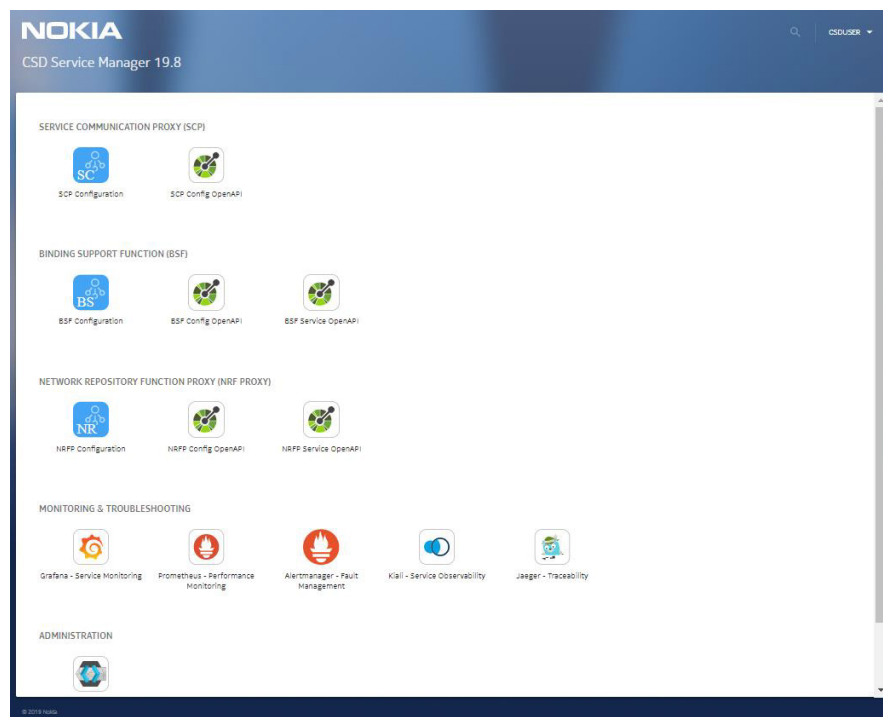 NOKIA
CSDUSER
CSD Service Manager 19.8
SERVICE COMMUNICATION PROXY (SCP)
SC
SCP Configuration
SCP Config OpenAPI
BINDING SUPPORT FUNCTION (BSF)
BS
BSF Configuration
BSF Config OpenAPI
BSF Service OpenAPI
NETWORK REPOSITORY FUNCTION PROXY (NRF PROXY)
NR
NRFP Configuration
NRFP Config OpenAPI
NRFP Service OpenAPI
MONITORING & TROUBLESHOOTING
Grafana - Service Monitoring
Prometheus - Performance
Monitoring
Alertmanager - Fault
Management
Kiali - Service Observability
Jaeger - Traceability
ADMINISTRATION
© 2019 Nokia